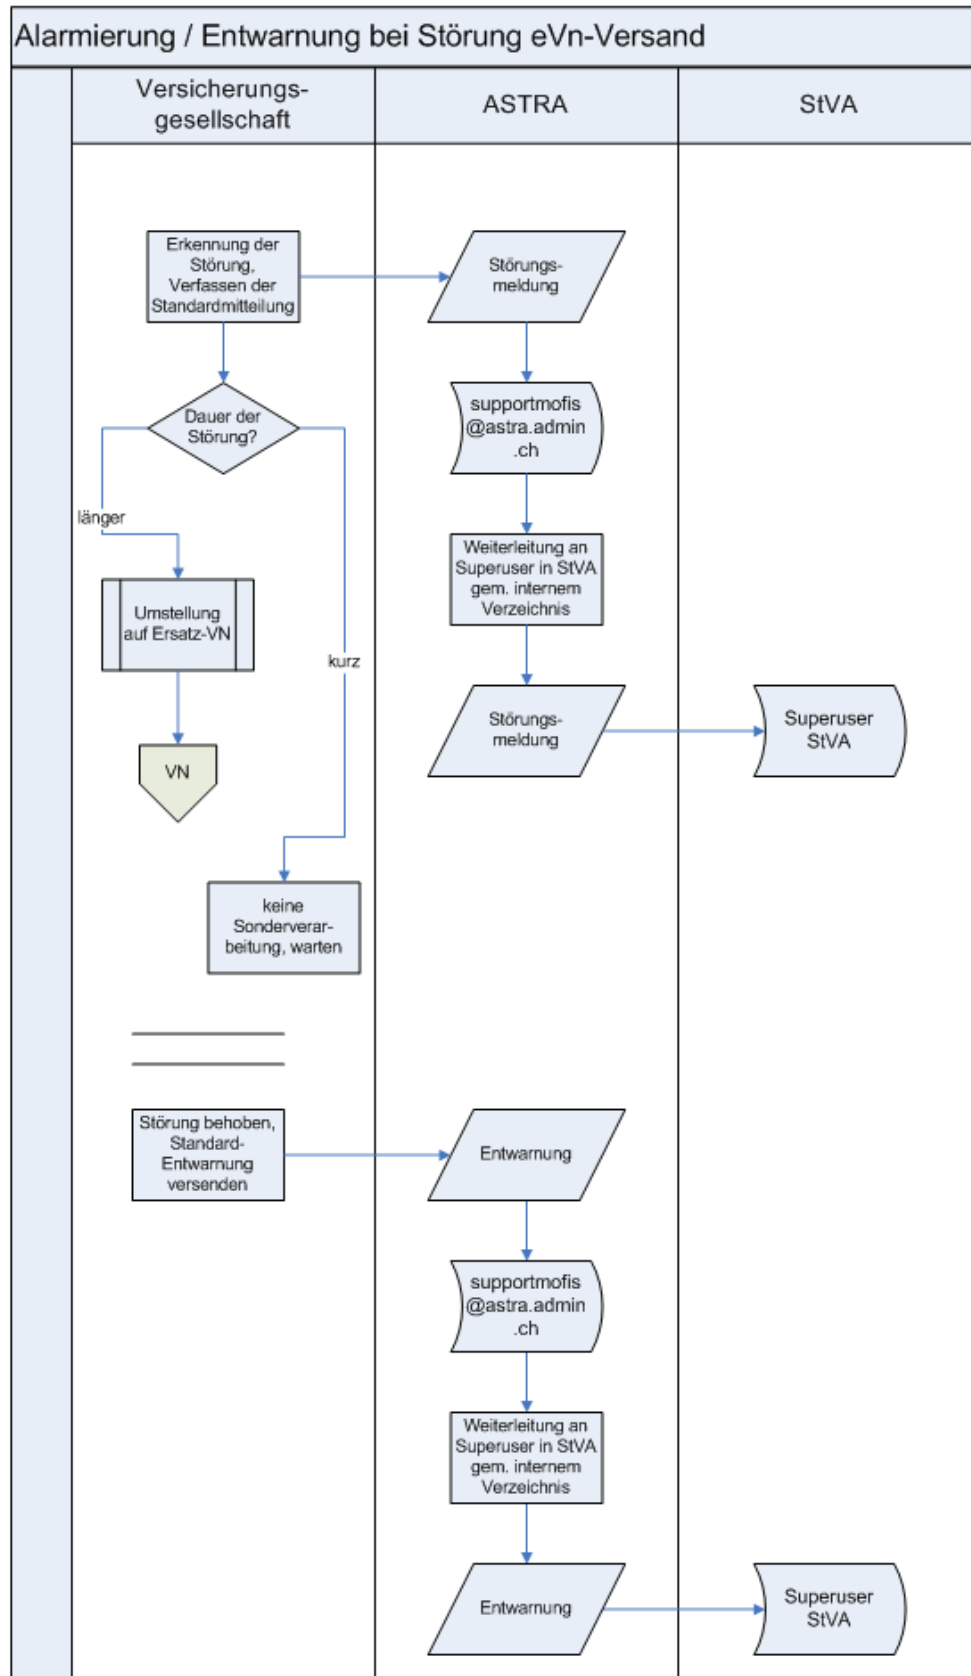 Alarmierung / Entwarnung bei Störung eVn-Versand
Versicherungs-
gesellschaft
ASTRA
StVA
Erkennung der
Störung,
Verfassen der
Standardmitteilung
Störungs-
meldung
Dauer der
Störung?
supportmofis
@astra.admin
.ch
länger
Weiterleitung an
Superuser in StVA
gem. internem
Verzeichnis
Umstellung
auf Ersatz-VN
kurz
Störungs-
meldung
Superuser
StVA
VN
keine
Sonderverar-
beitung, warten
Störung behoben,
Standard-
Entwarnung
versenden
Entwarnung
supportmofis
@astra.admin
.ch
Weiterleitung an
Superuser in StVA
gem. internem
Verzeichnis
Entwarnung
Superuser
StVA